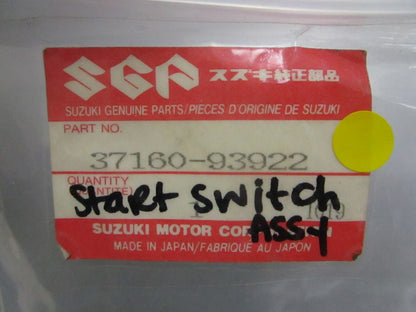 SGP スズキ純正部品
SUZUKI GENUINE PARTS/PIECES D'ORIGINE DE SUZUKI
PART NO.
37160-93922
QUANTITY
start switch
Assy
SUZUKI MOTOR
MADE IN JAPAN/FABRIQUÉ AU JAPON